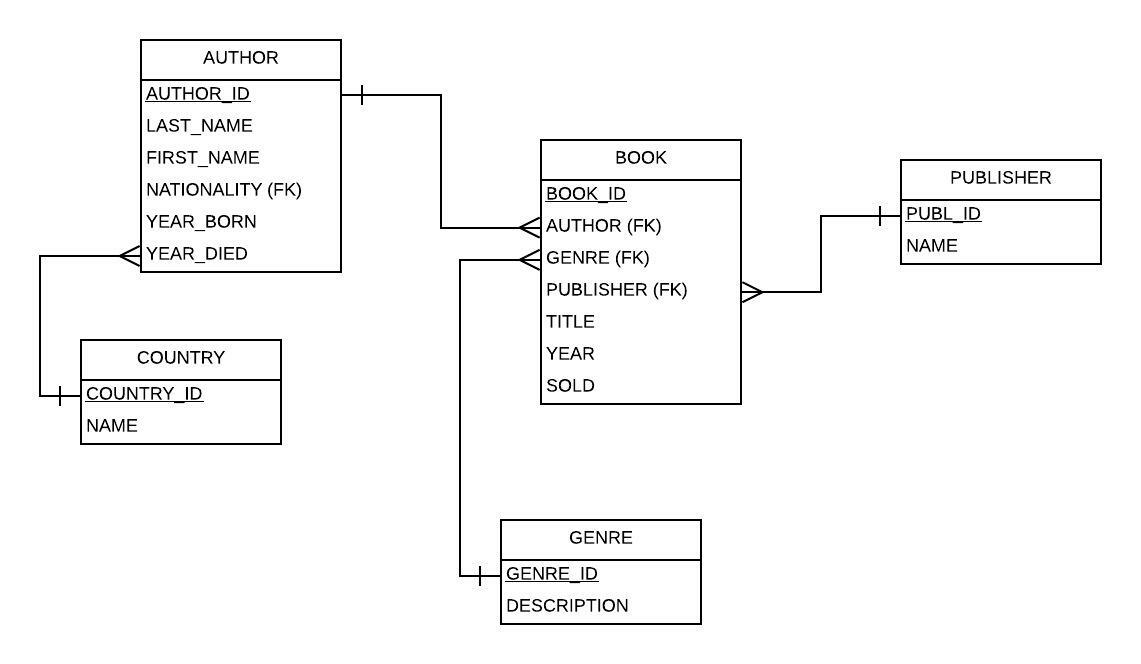 AUTHOR
AUTHOR_ID
LAST_NAME
FIRST_NAME
NATIONALITY (FK)
YEAR_BORN
YEAR_DIED
COUNTRY
COUNTRY_ID
NAME
BOOK
BOOK_ID
AUTHOR (FK)
GENRE (FK)
PUBLISHER (FK)
TITLE
YEAR
SOLD
PUBLISHER
PUBL_ID
NAME
GENRE
GENRE_ID
DESCRIPTION